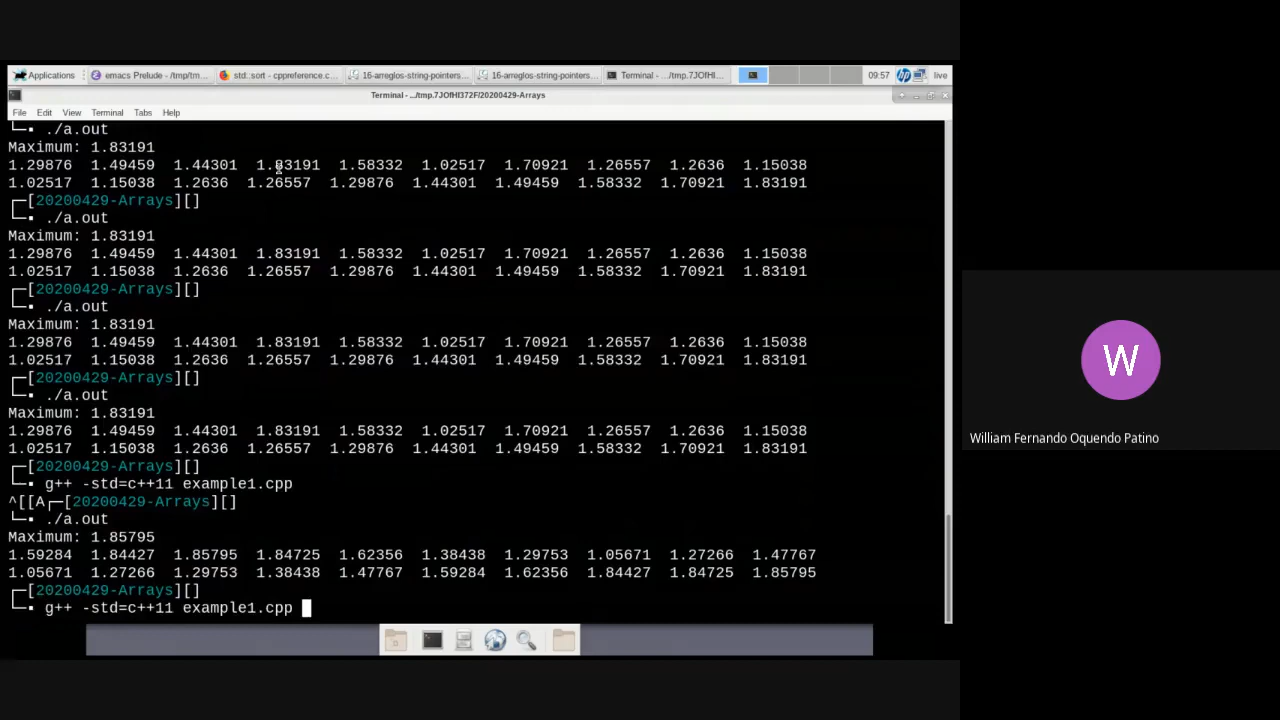 Applications
emacs Prelude - /tmp/tm...
std::sort - cppreference.c...
16-arreglos-string-pointers...
16-arreglos-string-pointers...
Terminal - .../tmp.7JOfHI...
09:57
live
Terminal - .../tmp.7JOfHI372F/20200429-Arrays
File Edit View Terminal Tabs Help
└─▪ ./a.out
Maximum: 1.83191
1.29876 1.49459 1.44301 1.83191 1.58332 1.02517 1.70921 1.26557 1.2636 1.15038
1.02517 1.15038 1.2636 1.26557 1.29876 1.44301 1.49459 1.58332 1.70921 1.83191
┌─[20200429-Arrays][]
└─▪ ./a.out
Maximum: 1.83191
1.29876 1.49459 1.44301 1.83191 1.58332 1.02517 1.70921 1.26557 1.2636 1.15038
1.02517 1.15038 1.2636 1.26557 1.29876 1.44301 1.49459 1.58332 1.70921 1.83191
┌─[20200429-Arrays][]
└─▪ ./a.out
Maximum: 1.83191
1.29876 1.49459 1.44301 1.83191 1.58332 1.02517 1.70921 1.26557 1.2636 1.15038
1.02517 1.15038 1.2636 1.26557 1.29876 1.44301 1.49459 1.58332 1.70921 1.83191
┌─[20200429-Arrays][]
└─▪ ./a.out
Maximum: 1.83191
1.29876 1.49459 1.44301 1.83191 1.58332 1.02517 1.70921 1.26557 1.2636 1.15038
1.02517 1.15038 1.2636 1.26557 1.29876 1.44301 1.49459 1.58332 1.70921 1.83191
┌─[20200429-Arrays][]
└─▪ g++ -std=c++11 example1.cpp
^[[A┌─[20200429-Arrays][]
└─▪ ./a.out
Maximum: 1.85795
1.59284 1.84427 1.85795 1.84725 1.62356 1.38438 1.29753 1.05671 1.27266 1.47767
1.05671 1.27266 1.29753 1.38438 1.47767 1.59284 1.62356 1.84427 1.84725 1.85795
┌─[20200429-Arrays][]
└─▪ g++ -std=c++11 example1.cpp
W
William Fernando Oquendo Patino